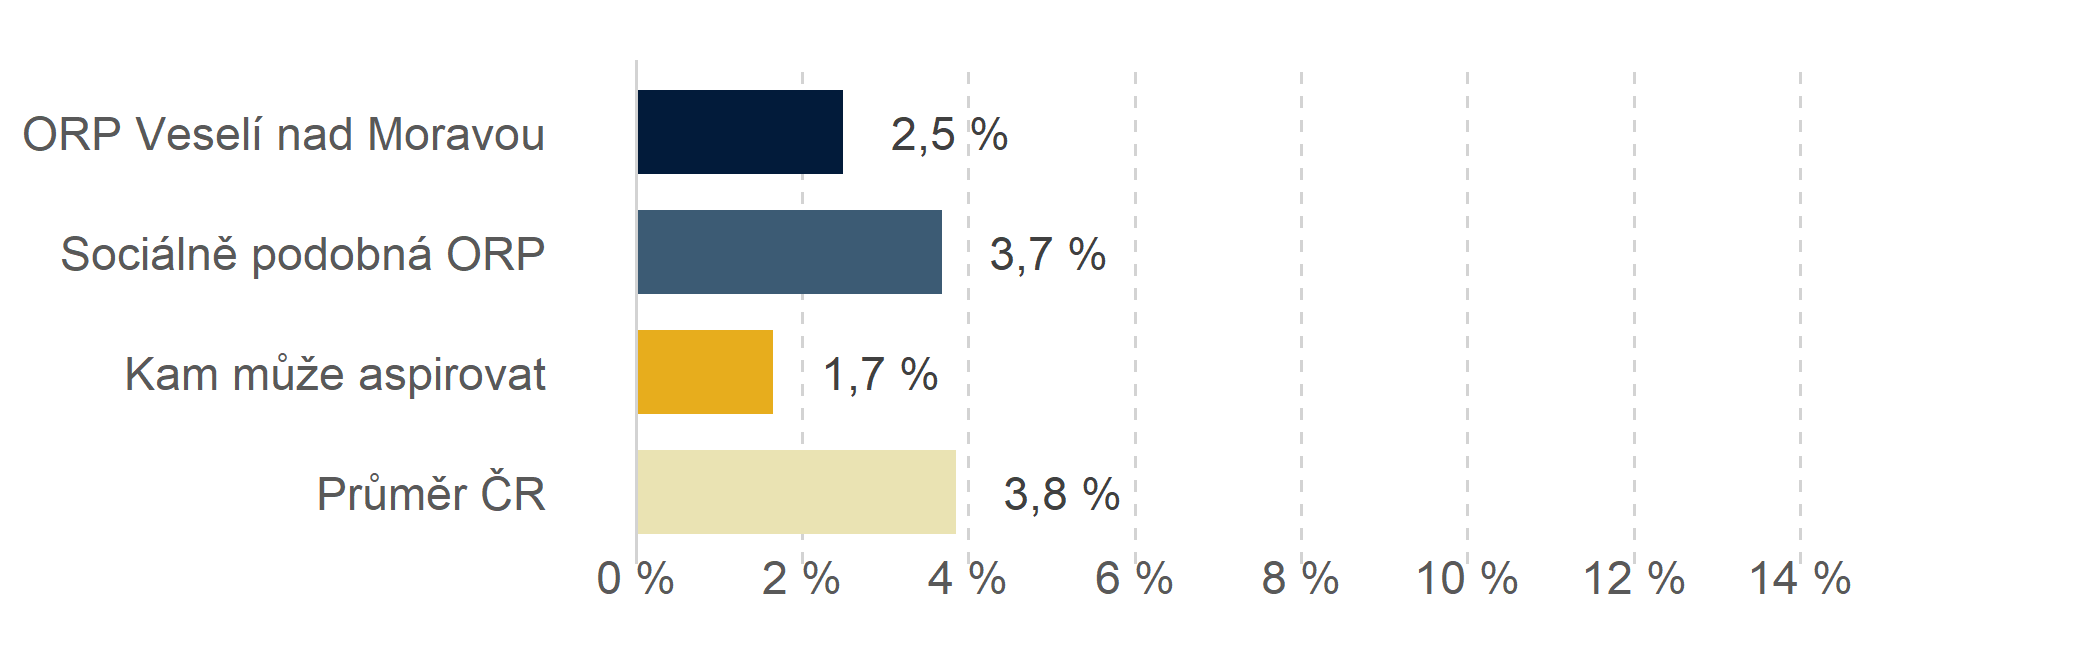 ORP Veselí nad Moravou 2,5 %
Sociálně podobná ORP 3,7 %
Kam může aspirovat 1,7 %
Průměr ČR 3,8 %
0 % 2 % 4 % 6 % 8 % 10 % 12 % 14 %